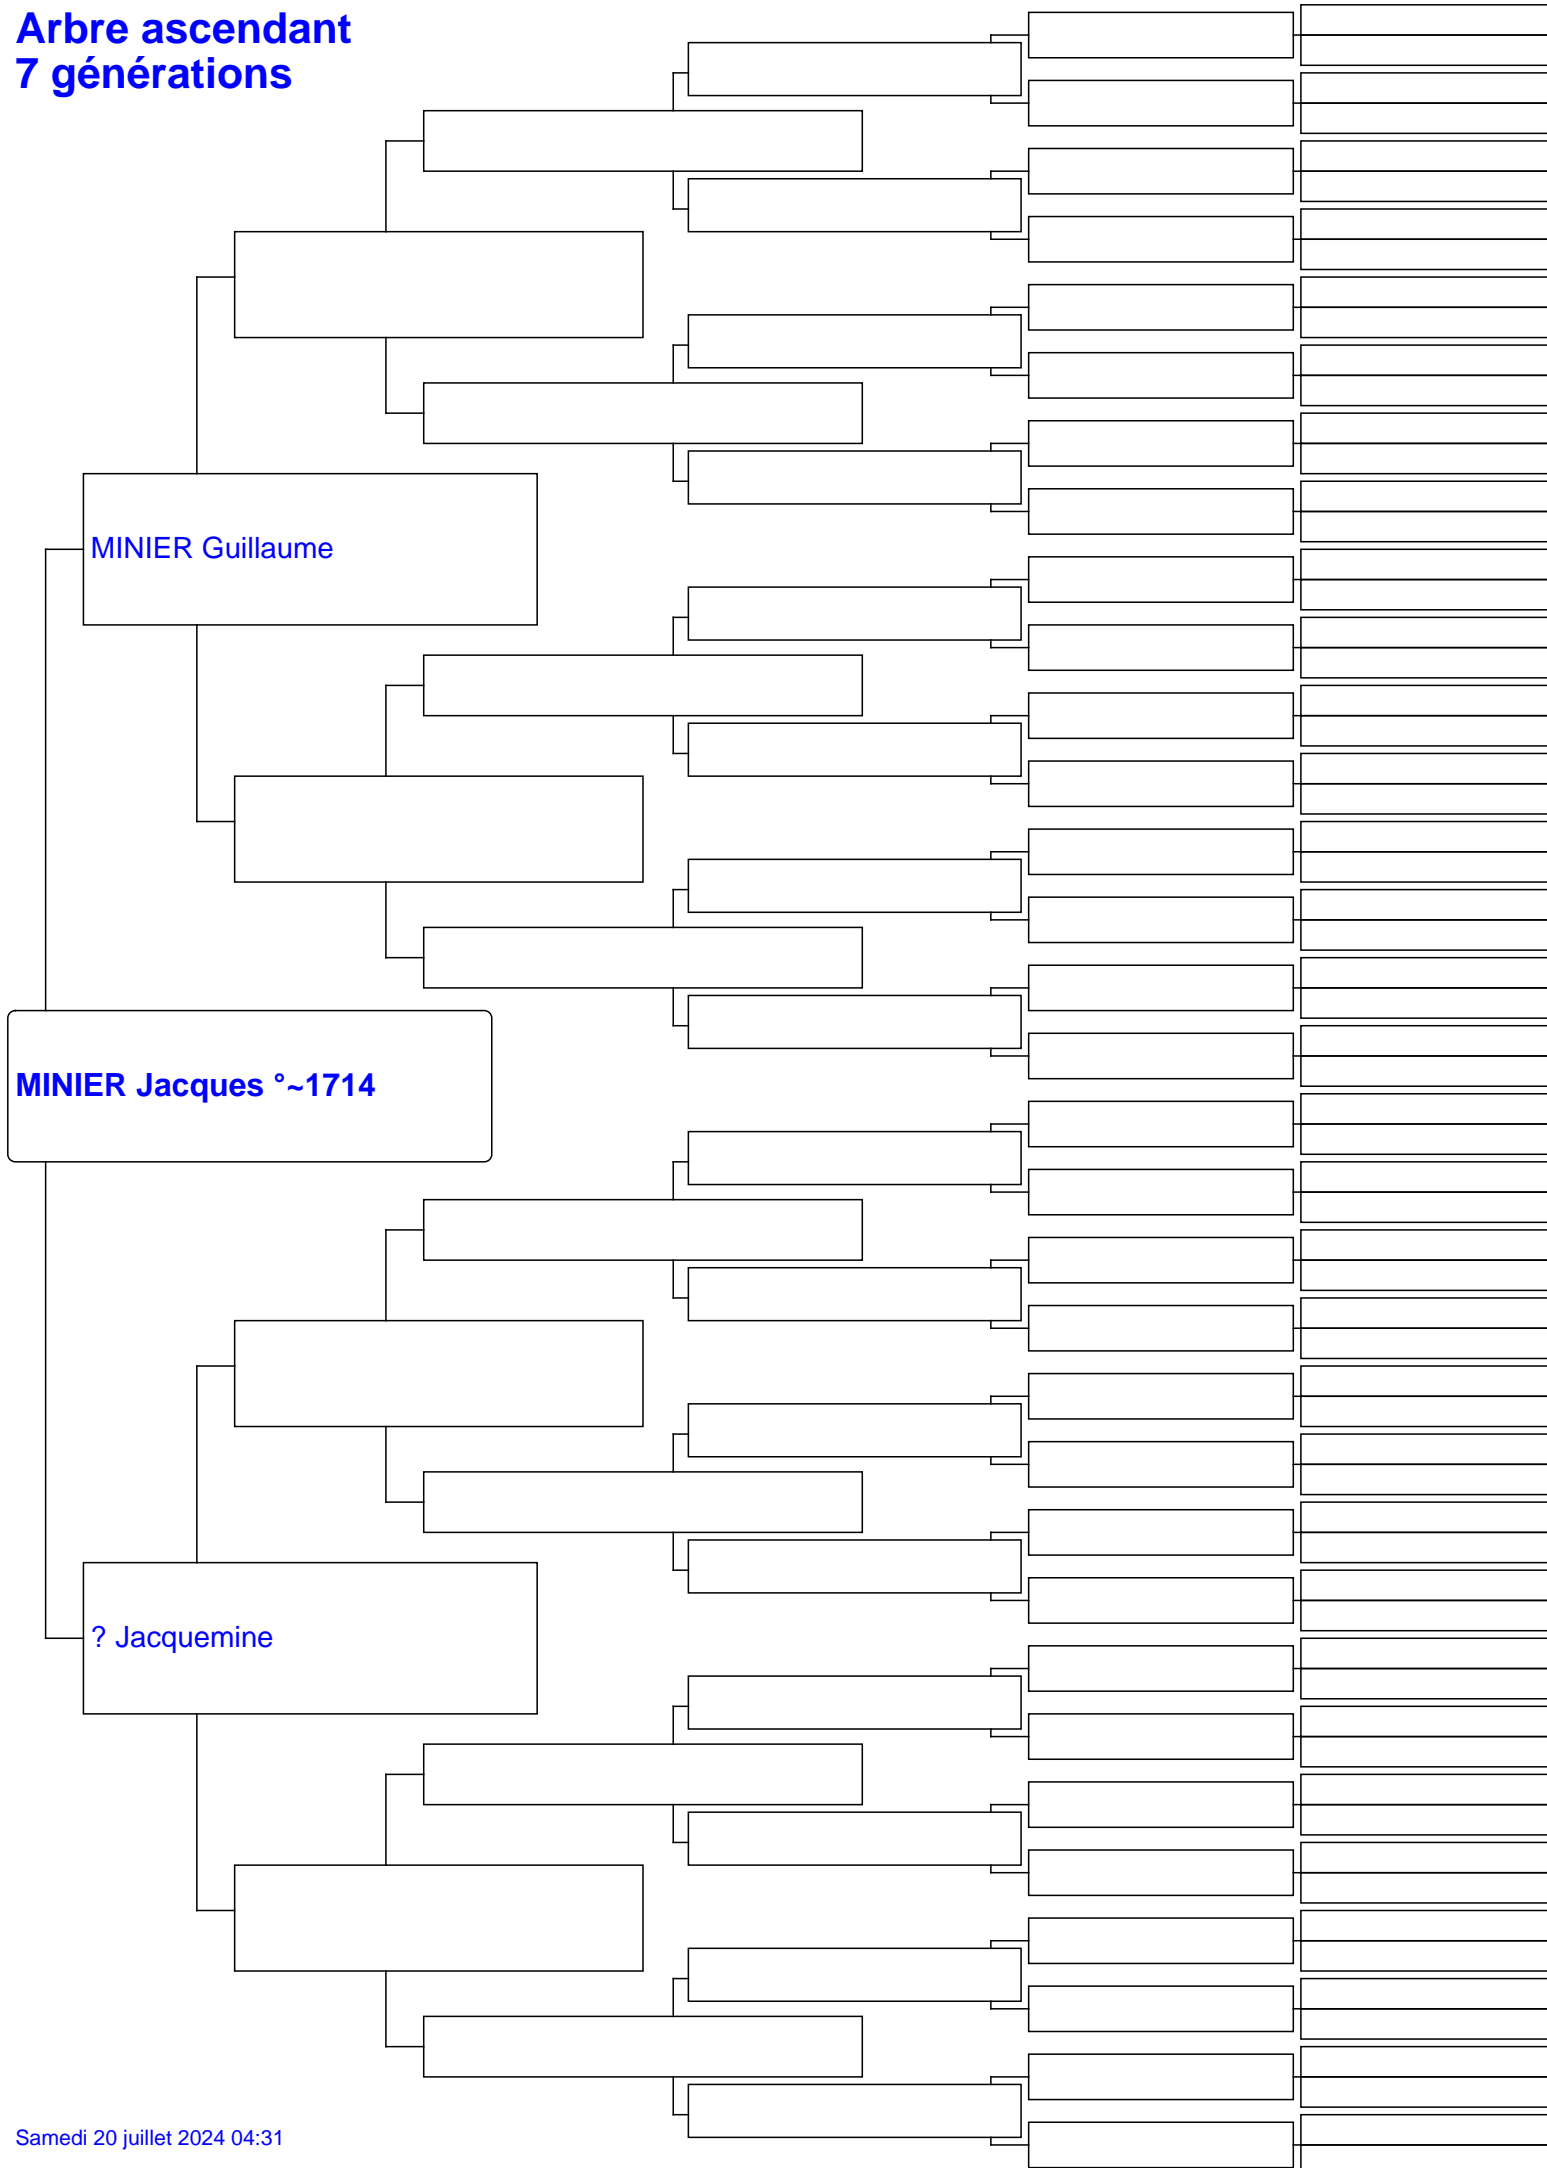 Arbre ascendant
7 générations
MINIER Guillaume
MINIER Jacques °~1714
? Jacquemine
Samedi 20 juillet 2024 04:31